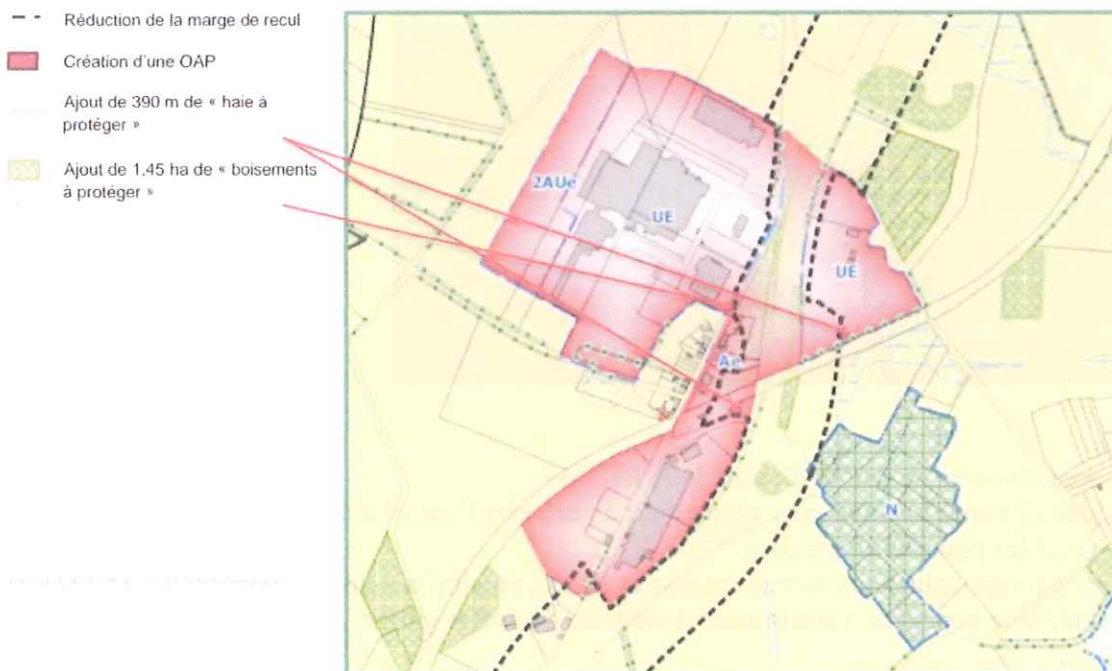 Réduction de la marge de recul
Création d'une OAP
Ajout de 390 m de « haie à
protéger »
Ajout de 1,45 ha de « boisements
à protéger »
2AUe
UE
UE
Ae
N